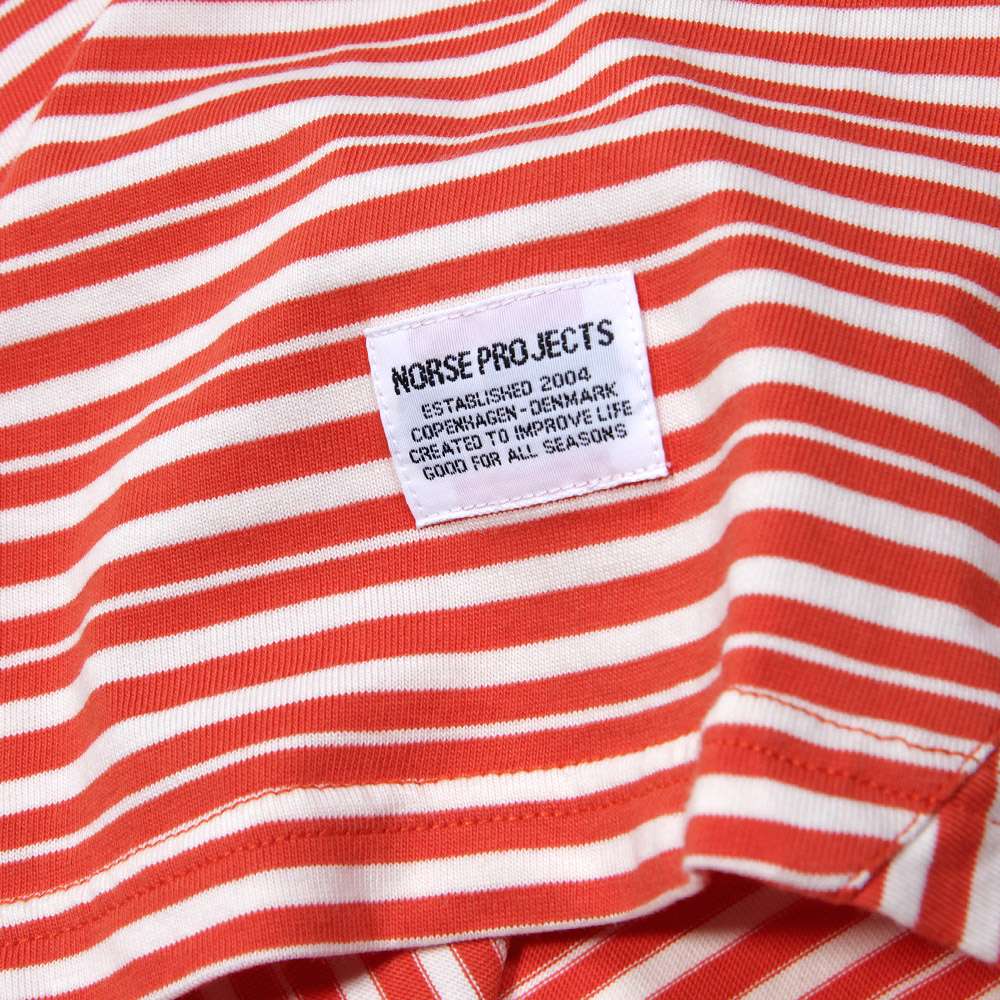 NORSE PROJECTS
ESTABLISHED 2004
COPENHAGEN-DENMARK
CREATED TO IMPROVE LIFE
GOOD FOR ALL SEASONS